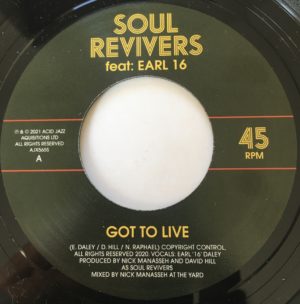 SOUL
REVIVERS
feat: EARL 16
℗ & © 2021 ACID JAZZ
AQUISITIONS LTD
ALL RIGHTS RESERVED
AJX565S
A
45
RPM
GOT TO LIVE
(E. DALEY / D. HILL / N. RAPHAEL) COPYRIGHT CONTROL.
ALL RIGHTS RESERVED 2020. VOCALS: EARL '16' DALEY
PRODUCED BY NICK MANASSEH AND DAVID HILL
AS SOUL REVIVERS
MIXED BY NICK MANASSEH AT THE YARD